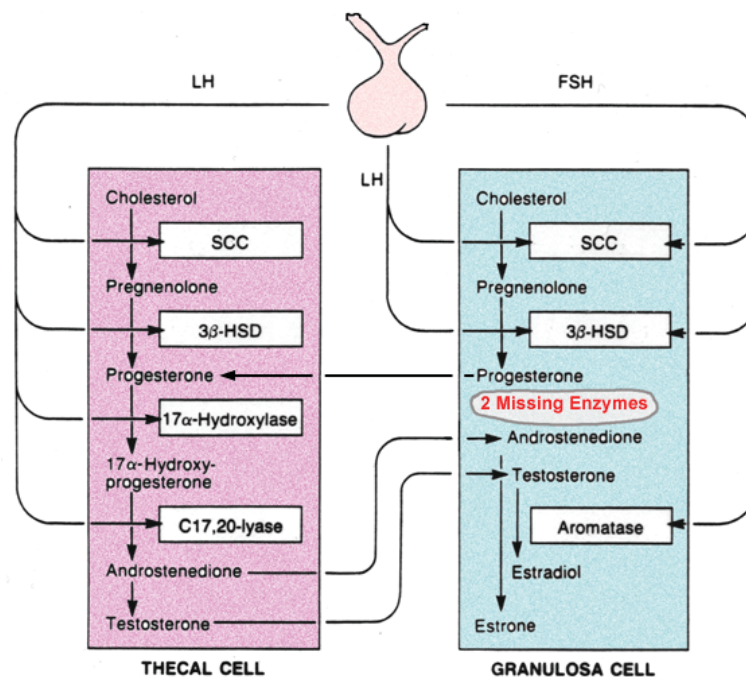 LH
FSH
LH
Cholesterol
SCC
Pregnenolone
3β-HSD
Progesterone
17α-Hydroxylase
17α-Hydroxy-
progesterone
C17,20-lyase
Androstenedione
Testosterone
THECAL CELL
Cholesterol
SCC
Pregnenolone
3β-HSD
Progesterone
2 Missing Enzymes
Androstenedione
Testosterone
Aromatase
Estradiol
Estrone
GRANULOSA CELL